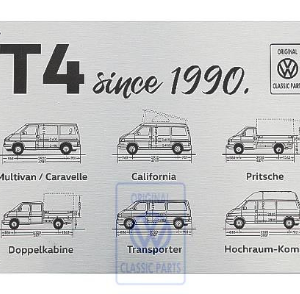 T4 since 1990.
ORIGINAL
CLASSIC PARTS
Multivan / Caravelle
California
Pritsche
ORIGINAL
Doppelkabine
Transporter
Hochraum-Kom
CLASSIC PARTS